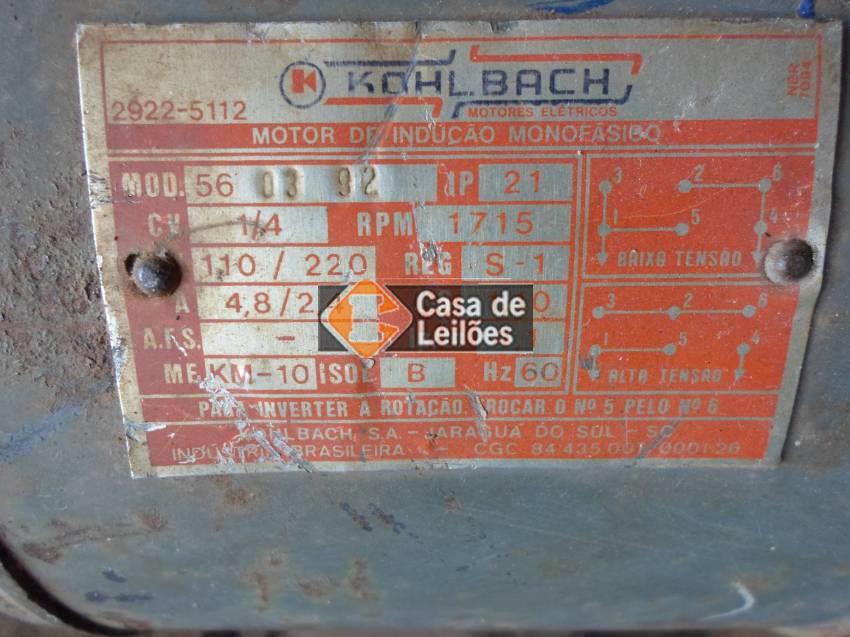 KOHLBACH
MOTORES ELÉTRICOS
NBR
7094
2922-5112
MOTOR DE INDUÇÃO MONOFÁSICO
MOD. 56 03 92 IP 21
CV 1/4 RPM 1715
110 / 220 REG S-1
A 4,8/2,4
A.F.S. -
KM-10 ISOL B Hz 60
3 2 6
1 5 4
BAIXA TENSÃO
3 2 6
1 5 4
ALTA TENSÃO
Casa de
Leilões
PARA INVERTER A ROTAÇÃO, TROCAR O Nº 5 PELO Nº 6
KOHLBACH S.A. - JARAGUÁ DO SUL - SC
INDÚSTRIA BRASILEIRA - CGC 84.435.001/0001-26